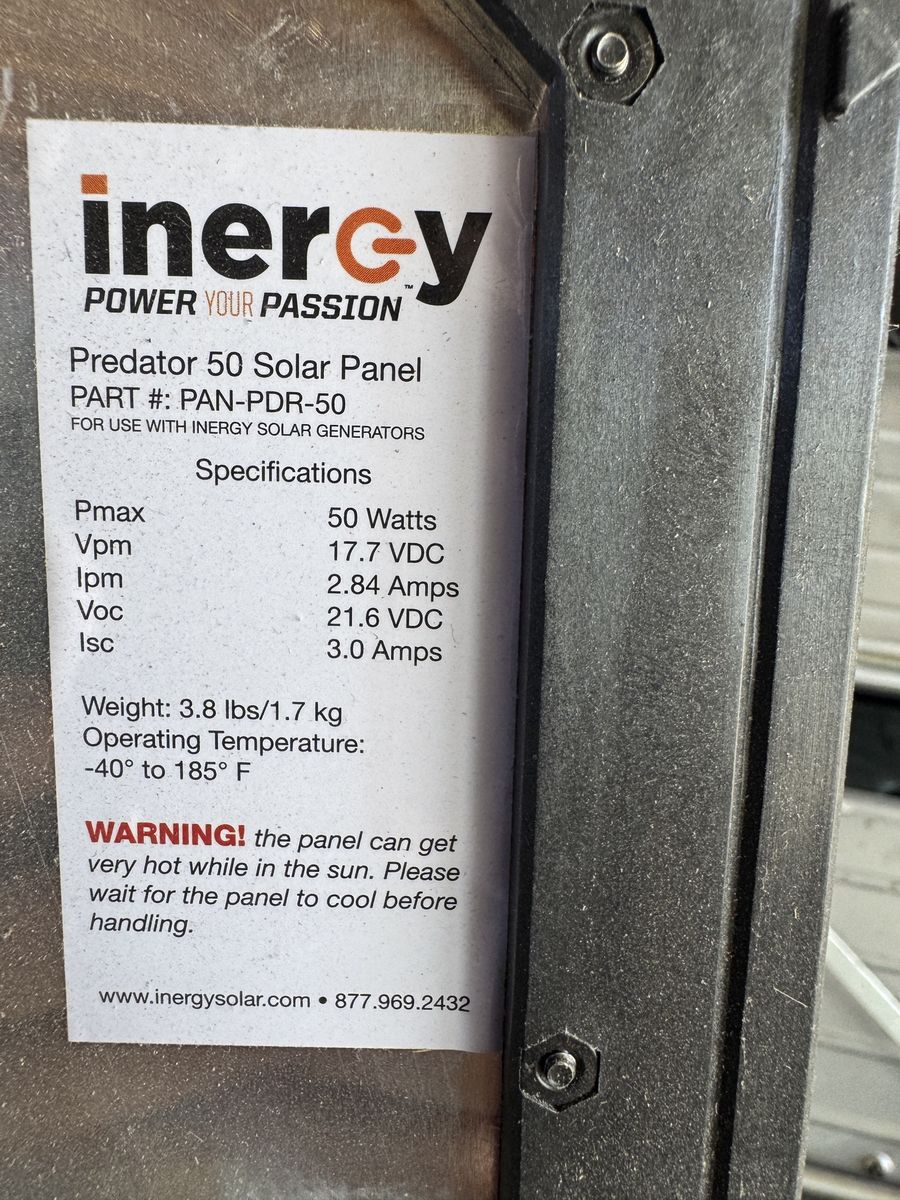 inergy
POWER YOUR PASSION™
Predator 50 Solar Panel
PART #: PAN-PDR-50
FOR USE WITH INERGY SOLAR GENERATORS
Specifications
Pmax 50 Watts
Vpm 17.7 VDC
Ipm 2.84 Amps
Voc 21.6 VDC
Isc 3.0 Amps
Weight: 3.8 lbs/1.7 kg
Operating Temperature:
-40° to 185° F
WARNING! the panel can get
very hot while in the sun. Please
wait for the panel to cool before
handling.
www.inergysolar.com • 877.969.2432